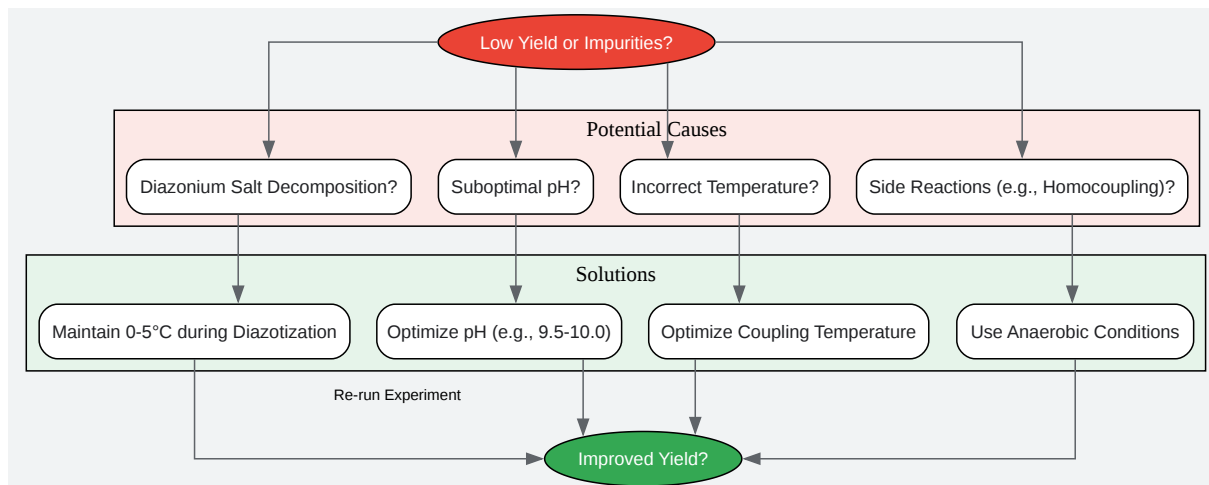 Low Yield or Impurities?
Potential Causes
Diazonium Salt Decomposition?
Suboptimal pH?
Incorrect Temperature?
Side Reactions (e.g., Homocoupling)?
Solutions
Maintain 0-5°C during Diazotization
Optimize pH (e.g., 9.5-10.0)
Optimize Coupling Temperature
Use Anaerobic Conditions
Re-run Experiment
Improved Yield?